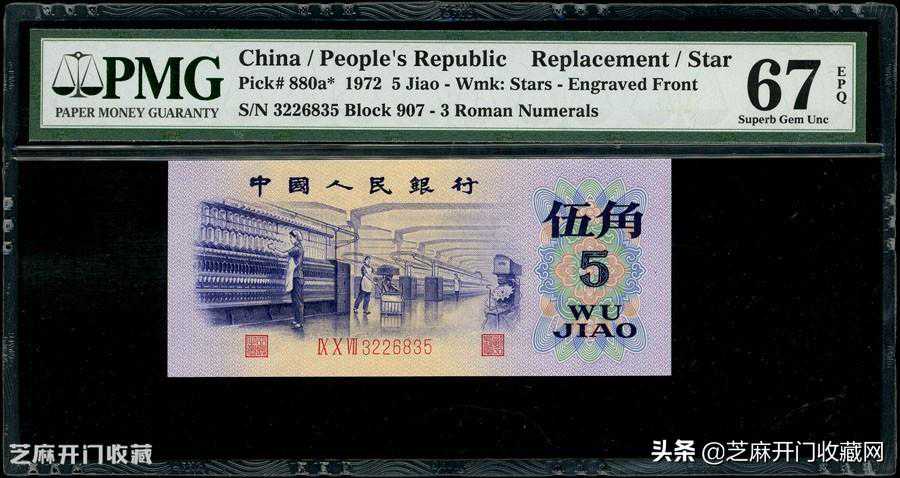 PMG
PAPER MONEY GUARANTY
China / People's Republic Replacement / Star
Pick# 880a* 1972 5 Jiao - Wmk: Stars - Engraved Front
S/N 3226835 Block 907 - 3 Roman Numerals
67 EPQ
Superb Gem Unc
中國人民銀行
伍角
5
WU
JIAO
Ⅸ Ⅹ Ⅶ 3226835
芝麻开门收藏
头条 @芝麻开门收藏网